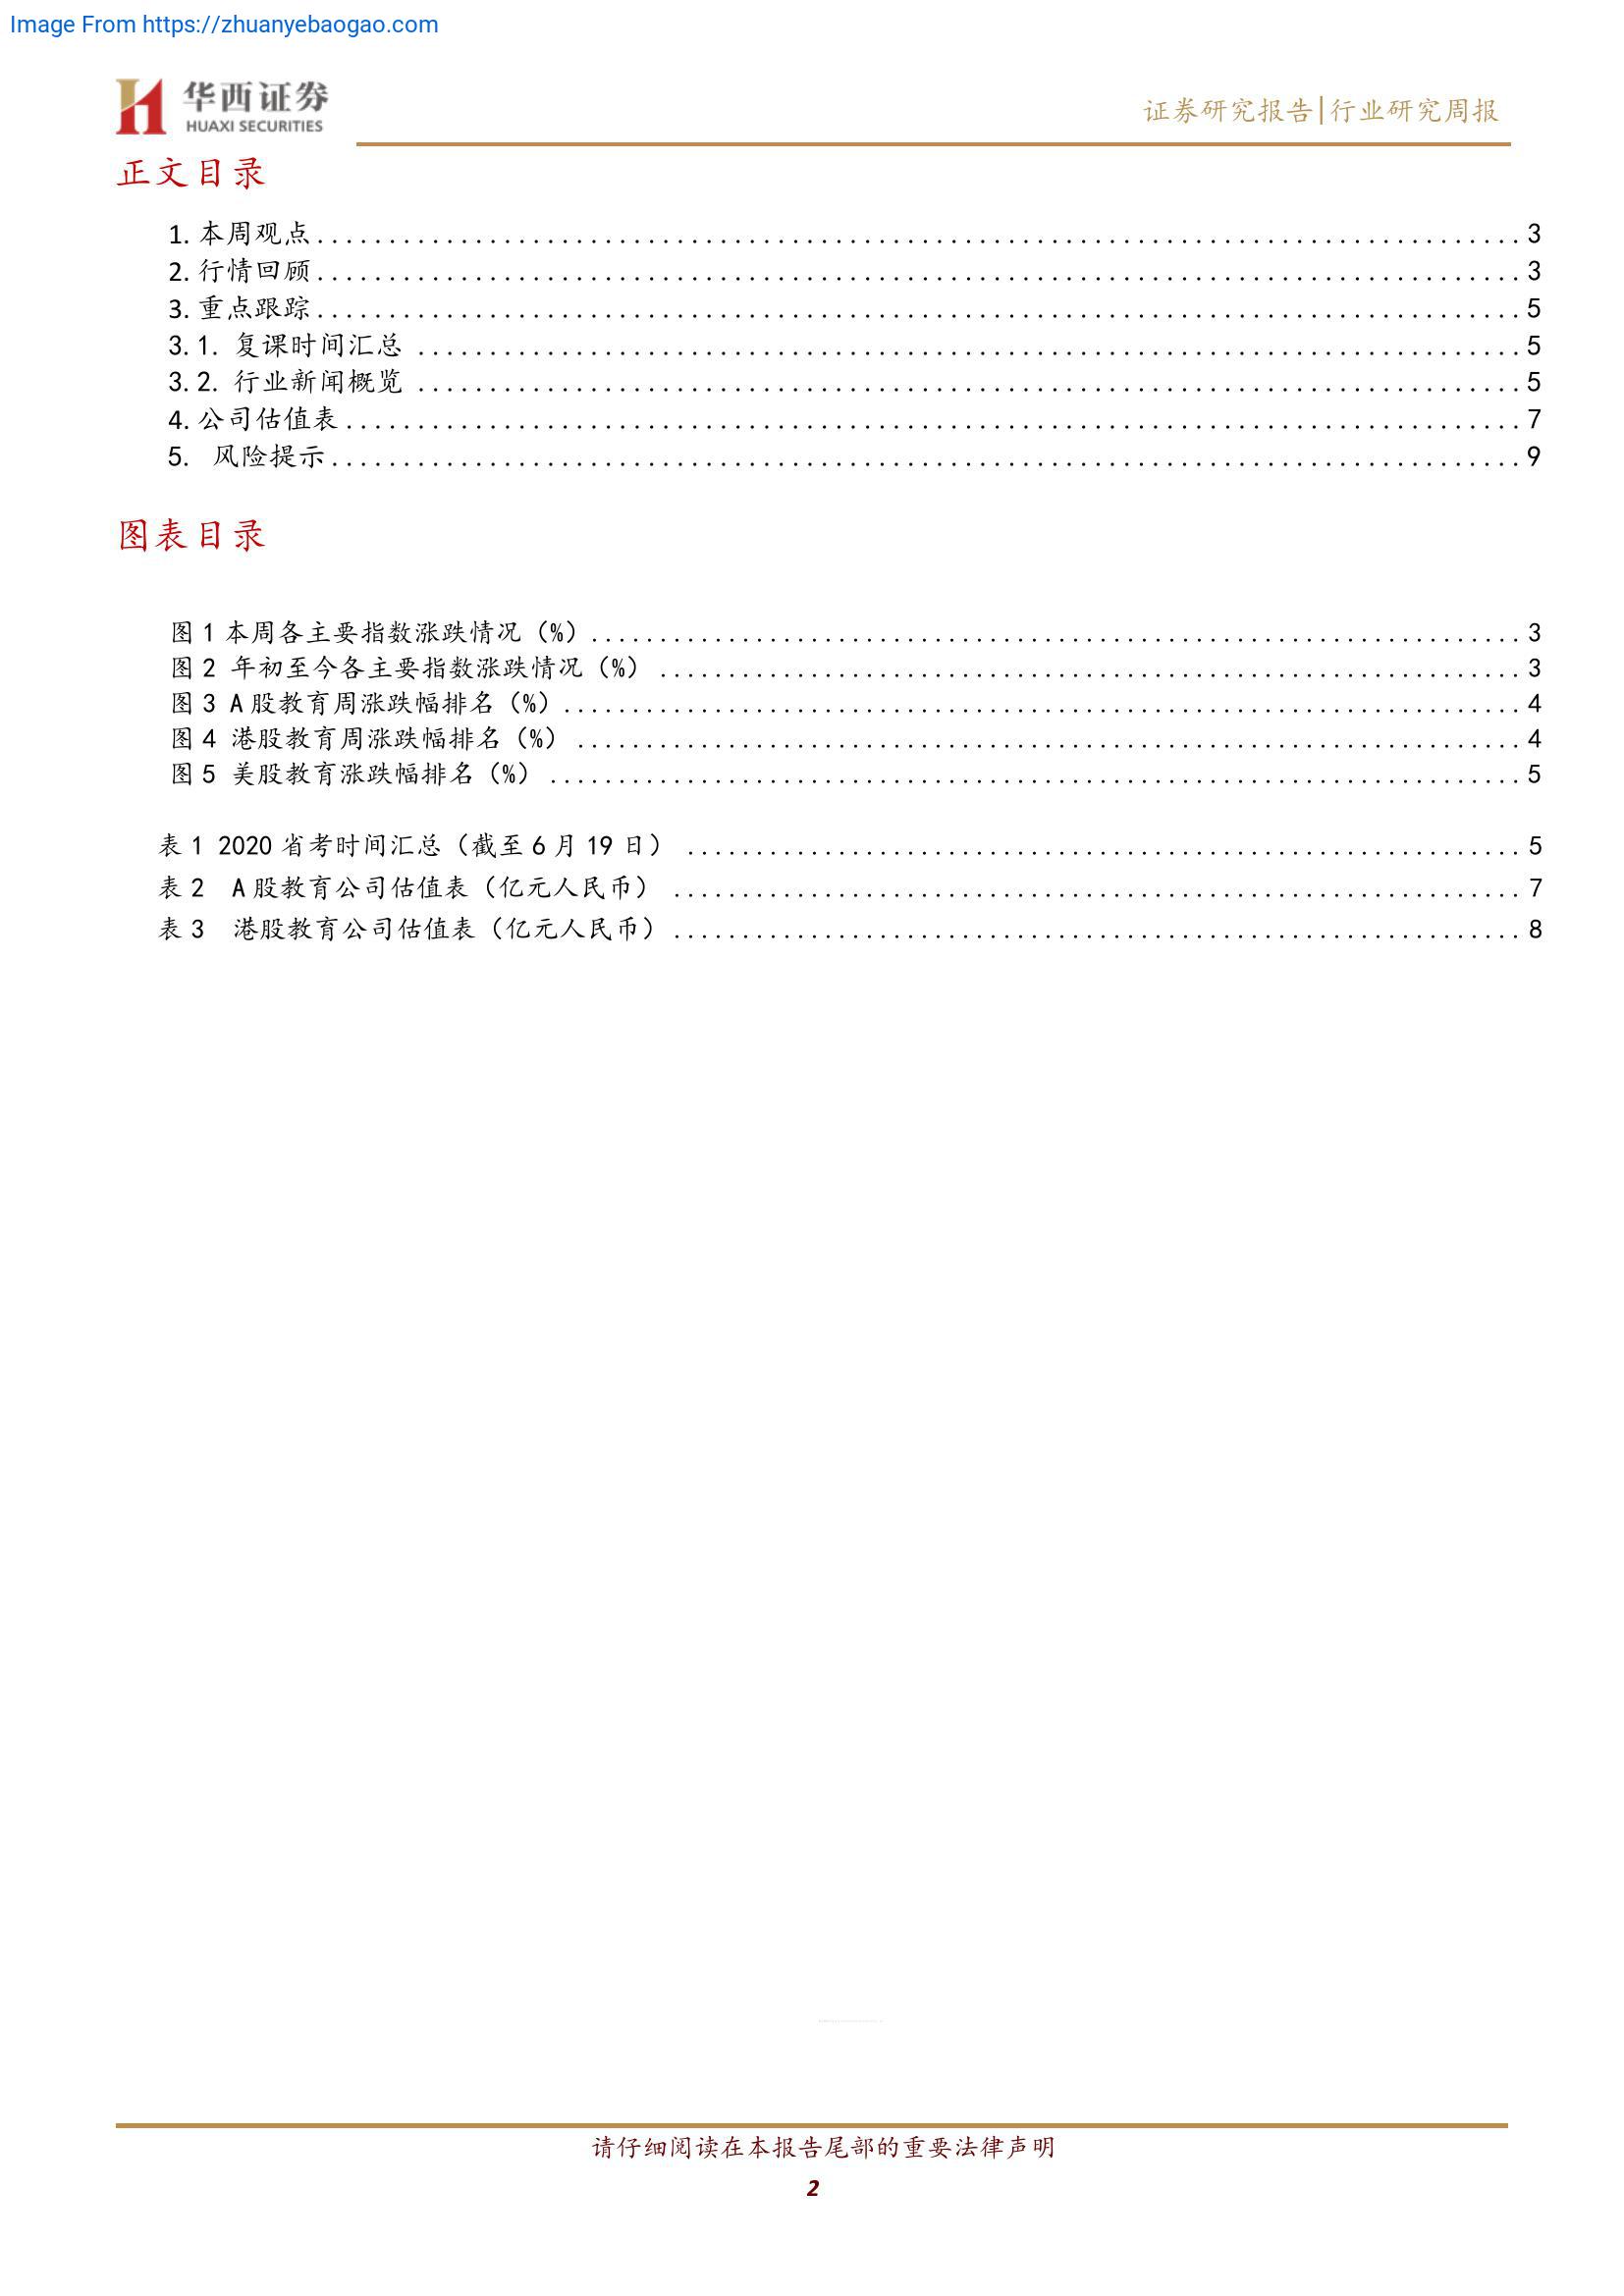 Image From https://zhuanyebaogao.com
华西证券
HUAXI SECURITIES
证券研究报告|行业研究周报
正文目录
1.本周观点........................................................................3
2.行情回顾........................................................................3
3.重点跟踪........................................................................5
3.1. 复课时间汇总 ........................................................................5
3.2. 行业新闻概览 ........................................................................5
4.公司估值表........................................................................7
5. 风险提示........................................................................9
图表目录
图 1 本周各主要指数涨跌情况（%）........................................................................3
图 2 年初至今各主要指数涨跌情况（%） ........................................................................3
图 3 A 股教育周涨跌幅排名（%）........................................................................4
图 4 港股教育周涨跌幅排名（%） ........................................................................4
图 5 美股教育涨跌幅排名（%） ........................................................................5
表 1 2020 省考时间汇总（截至 6 月 19 日） ........................................................................5
表 2 A 股教育公司估值表（亿元人民币） ........................................................................7
表 3 港股教育公司估值表（亿元人民币）........................................................................8
请仔细阅读在本报告尾部的重要法律声明
2